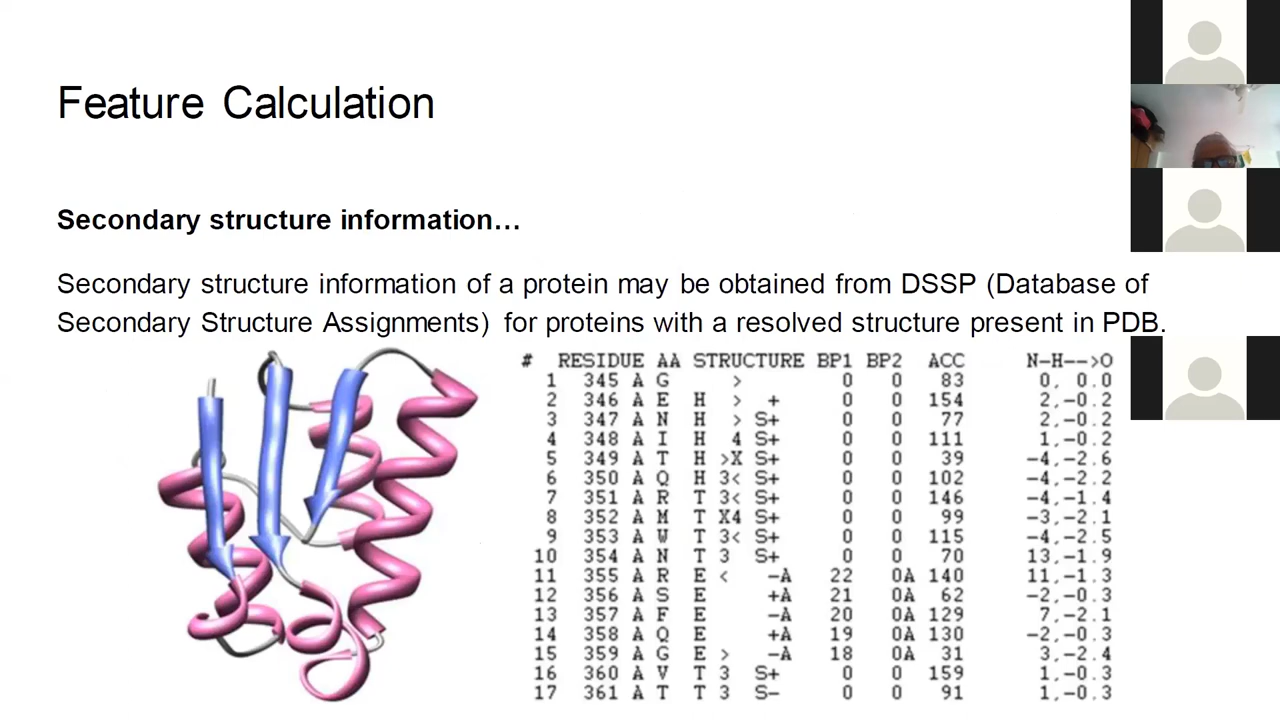 Feature Calculation
Secondary structure information…
Secondary structure information of a protein may be obtained from DSSP (Database of
Secondary Structure Assignments) for proteins with a resolved structure present in PDB.
# RESIDUE AA STRUCTURE BP1 BP2 ACC N-H-->O
1 345 A G > 0 0 83 0, 0.0
2 346 A E H > + 0 0 154 2,-0.2
3 347 A N H > S+ 0 0 77 2,-0.2
4 348 A I H 4 S+ 0 0 111 1,-0.2
5 349 A T H >X S+ 0 0 39 -4,-2.6
6 350 A Q H 3< S+ 0 0 102 -4,-2.2
7 351 A R T 3< S+ 0 0 146 -4,-1.4
8 352 A M T X4 S+ 0 0 99 -3,-2.1
9 353 A W T 3< S+ 0 0 115 -4,-2.5
10 354 A N T 3 S+ 0 0 70 13,-1.9
11 355 A R E < -A 22 0A 140 11,-1.3
12 356 A S E +A 21 0A 62 -2,-0.3
13 357 A F E -A 20 0A 129 7,-2.1
14 358 A Q E +A 19 0A 130 -2,-0.3
15 359 A G E > -A 18 0A 31 3,-2.4
16 360 A V T 3 S+ 0 0 159 1,-0.3
17 361 A T T 3 S- 0 0 91 1,-0.3